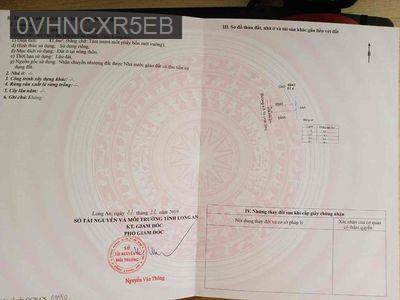 0VHNCXR5EB
c) Hình thức sử dụng: Sử dụng riêng.
d) Mục đích sử dụng: Đất ở tại nông thôn.
e) Thời hạn sử dụng: Lâu dài.
g) Nguồn gốc sử dụng: Nhận chuyển nhượng đất được Nhà nước giao đất có thu tiền sử
dụng đất.
2. Nhà ở: -/-.
3. Công trình xây dựng khác: -/-.
4. Rừng sản xuất là rừng trồng: -/-.
5. Cây lâu năm: -/-.
6. Ghi chú: Không.
Long An, ngày
năm 2019
SỞ TÀI NGUYÊN VÀ MÔI TRƯỜNG TỈNH LONG AN
KT. GIÁM ĐỐC
PHÓ GIÁM ĐỐC
SỞ
TÀI NGUYÊN VÀ
MÔI TRƯỜNG
Nguyễn Văn Thông
III. Sơ đồ thửa đất, nhà ở và tài sản khác gắn liền với đất
IV. Những thay đổi sau khi cấp giấy chứng nhận
Nội dung thay đổi và cơ sở pháp lý
Xác nhận của cơ quan
có thẩm quyền